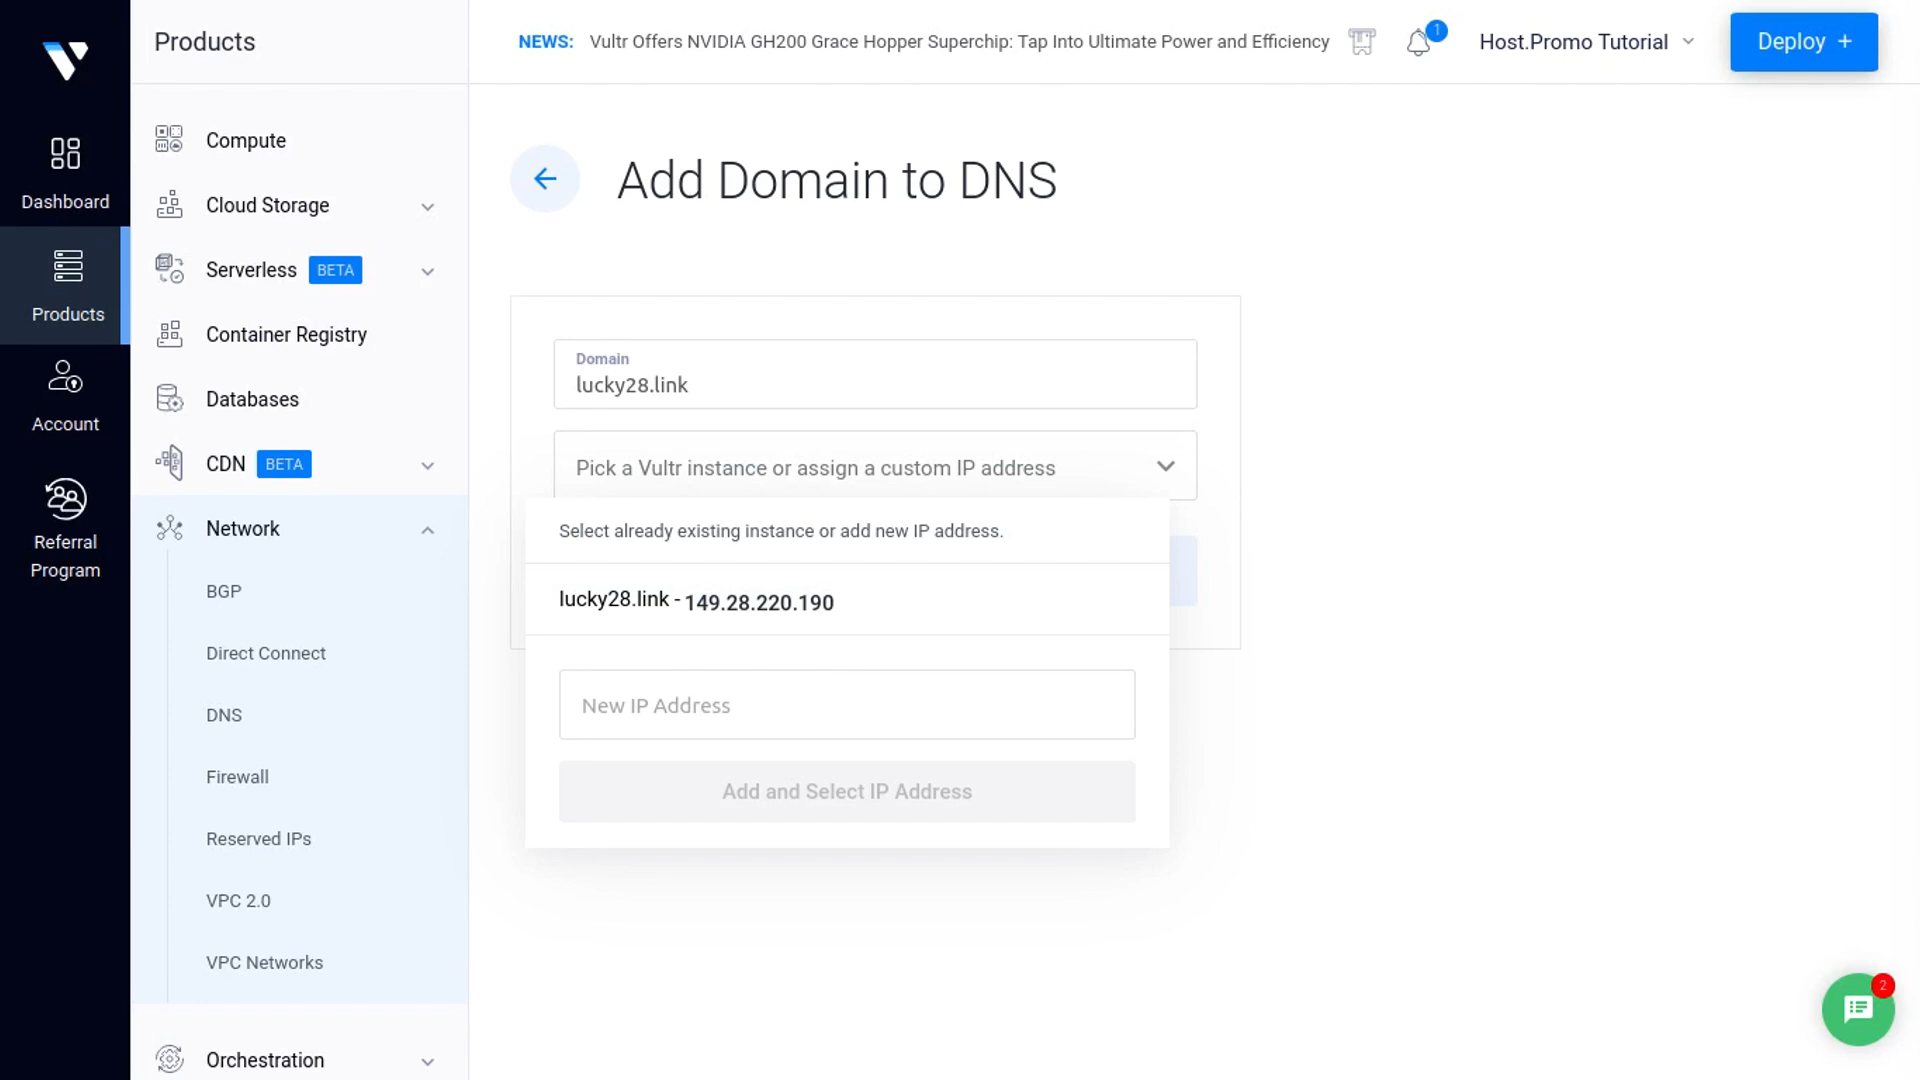 Products
NEWS: Vultr Offers NVIDIA GH200 Grace Hopper Superchip: Tap Into Ultimate Power and Efficiency
1
Host.Promo Tutorial
Deploy +
Dashboard
Products
Account
Referral
Program
Compute
Cloud Storage
Serverless BETA
Container Registry
Databases
CDN BETA
Network
BGP
Direct Connect
DNS
Firewall
Reserved IPs
VPC 2.0
VPC Networks
Orchestration
Add Domain to DNS
Domain
lucky28.link
Pick a Vultr instance or assign a custom IP address
Select already existing instance or add new IP address.
lucky28.link - 149.28.220.190
New IP Address
Add and Select IP Address
2